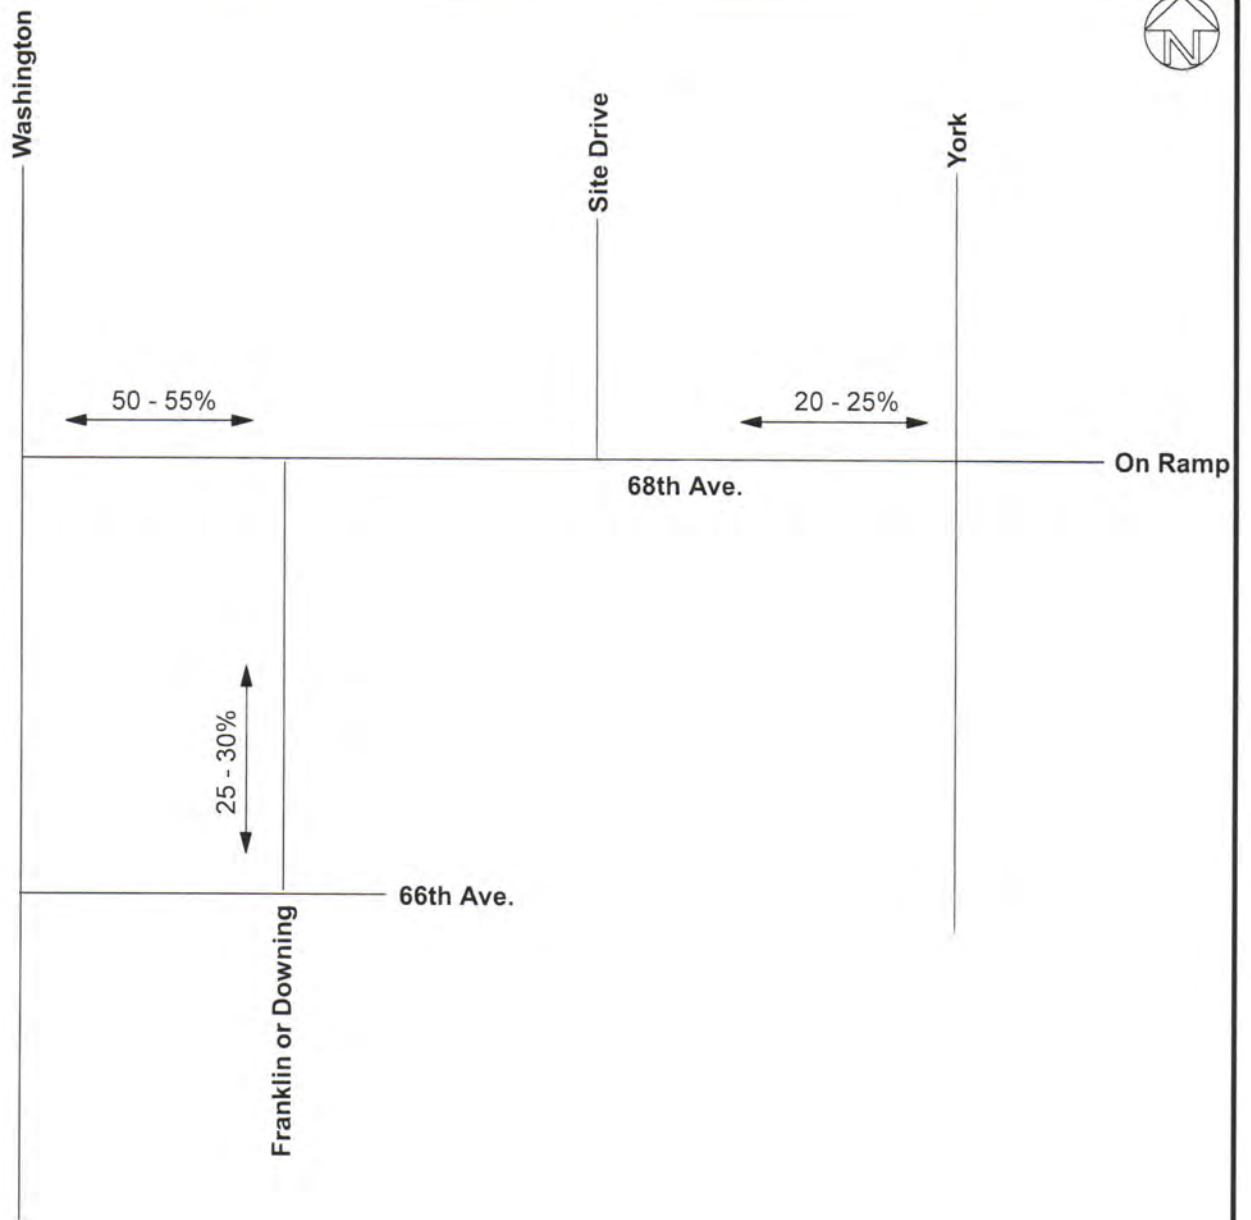 Washington
N
Site Drive
York
50 - 55%
20 - 25%
On Ramp
68th Ave.
25 - 30%
66th Ave.
Franklin or Downing